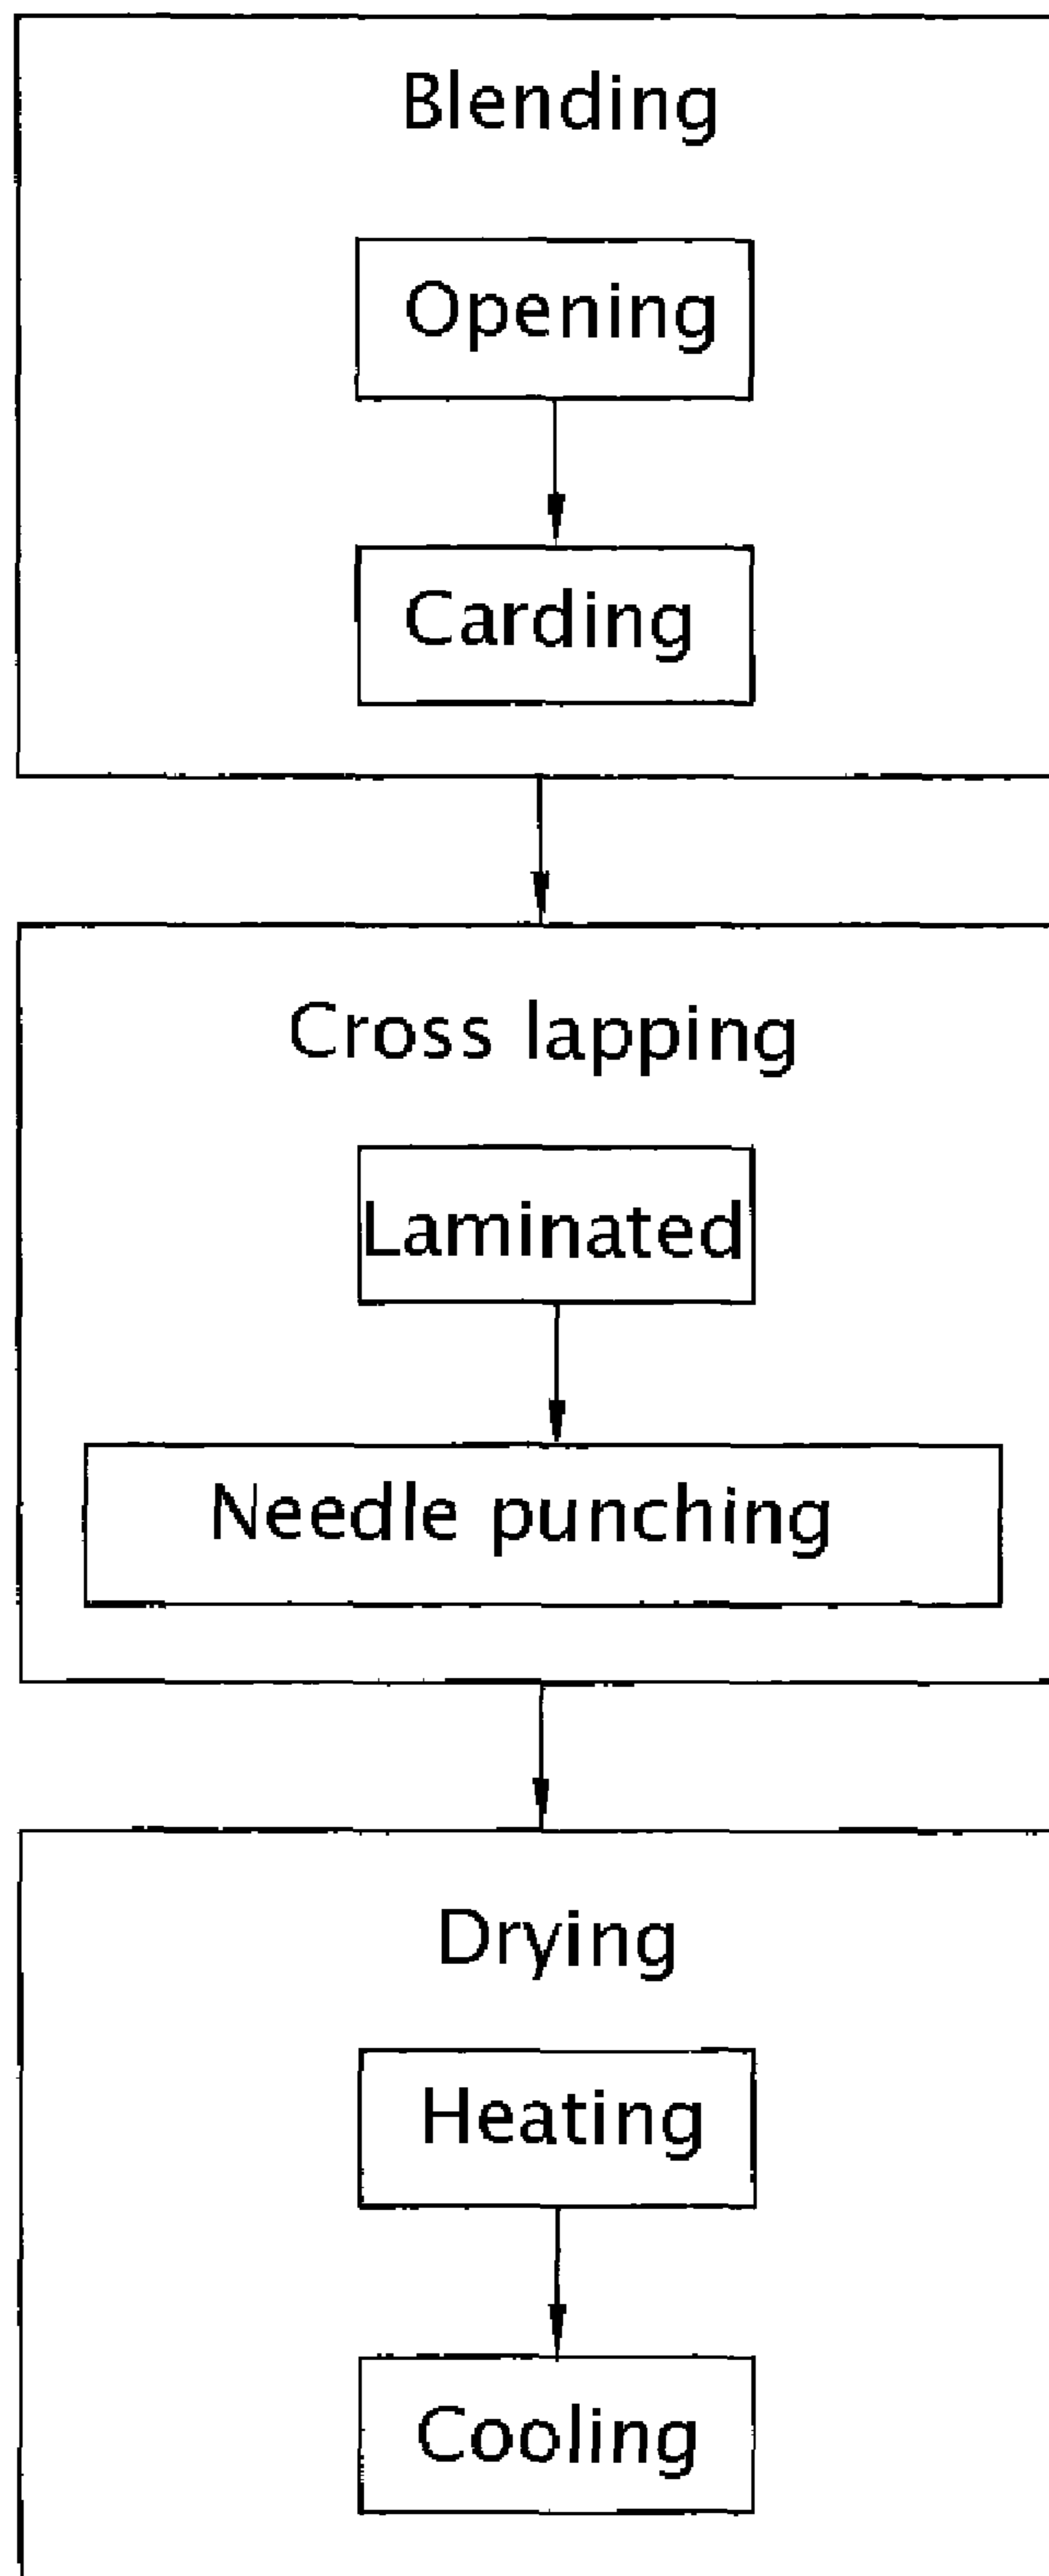 Blending
Opening
Carding
Cross lapping
Laminated
Needle punching
Drying
Heating
Cooling